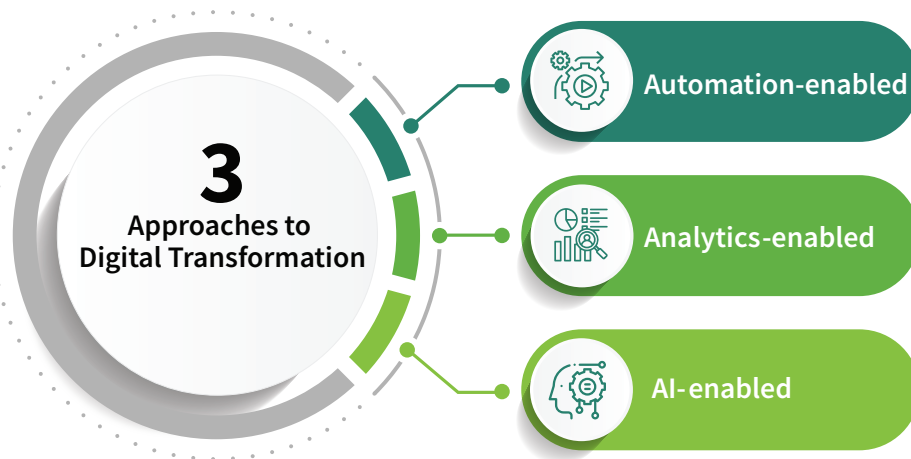 3
Approaches to
Digital Transformation
Automation-enabled
Analytics-enabled
AI-enabled